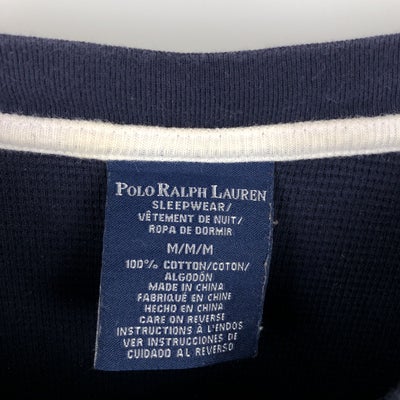 POLO RALPH LAUREN
SLEEPWEAR/
VÊTEMENT DE NUIT/
ROPA DE DORMIR
M/M/M
100% COTTON/COTON/
ALGODÓN
MADE IN CHINA
FABRIQUÉ EN CHINE
HECHO EN CHINA
CARE ON REVERSE
INSTRUCTIONS À L'ENDOS
VER INSTRUCCIONES DE
CUIDADO AL REVERSO